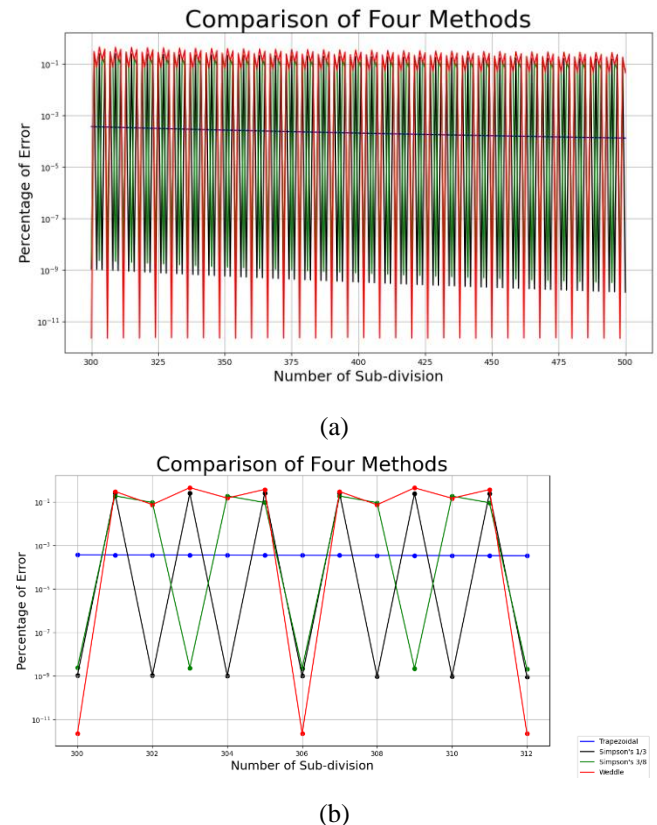 Comparison of Four Methods
Percentage of Error
10⁻¹
10⁻³
10⁻⁵
10⁻⁷
10⁻⁹
10⁻¹¹
300 325 350 375 400 425 450 475 500
Number of Sub-division
(a)
Comparison of Four Methods
Percentage of Error
10⁻¹
10⁻³
10⁻⁵
10⁻⁷
10⁻⁹
10⁻¹¹
300 302 304 306 308 310 312
Number of Sub-division
Trapezoidal
Simpson's 1/3
Simpson's 3/8
Weddle
(b)